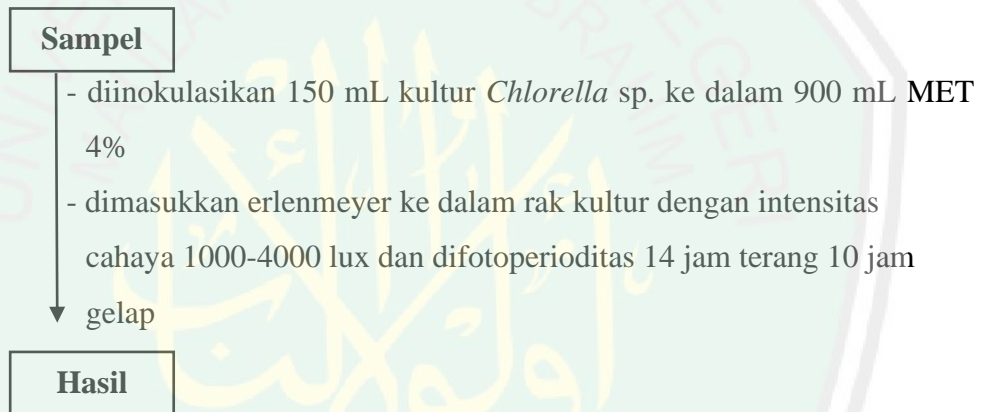 Sampel
- diinokulasikan 150 mL kultur Chlorella sp. ke dalam 900 mL MET
4%
- dimasukkan erlenmeyer ke dalam rak kultur dengan intensitas
cahaya 1000-4000 lux dan difotoperioditas 14 jam terang 10 jam
gelap
Hasil